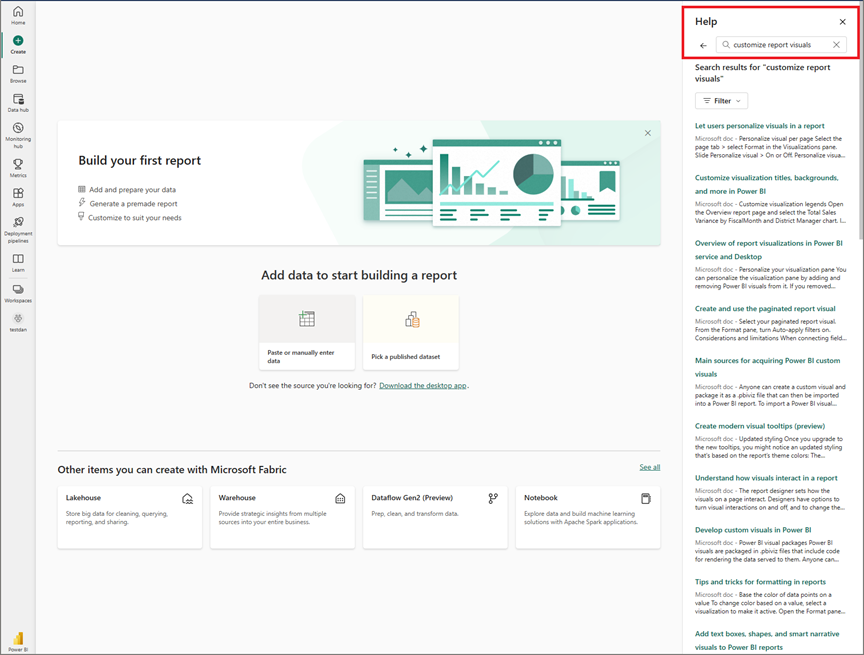 Home
Create
Browse
Data hub
Monitoring
hub
Metrics
Apps
Deployment
pipelines
Learn
Workspaces
testdan
Power BI
Build your first report
Add and prepare your data
Generate a premade report
Customize to suit your needs
Add data to start building a report
Paste or manually enter
data
Pick a published dataset
Don't see the source you're looking for? Download the desktop app.
Other items you can create with Microsoft Fabric
See all
Lakehouse
Store big data for cleaning, querying,
reporting, and sharing.
Warehouse
Provide strategic insights from multiple
sources into your entire business.
Dataflow Gen2 (Preview)
Prep, clean, and transform data.
Notebook
Explore data and build machine learning
solutions with Apache Spark applications.
Help
customize report visuals
Search results for "customize report
visuals"
Filter
Let users personalize visuals in a report
Microsoft doc - Personalize visual per page Select the
page tab > select Format in the Visualizations pane.
Slide Personalize visual > On or Off. Personalize visua...
Customize visualization titles, backgrounds,
and more in Power BI
Microsoft doc - Customize visualization legends Open
the Overview report page and select the Total Sales
Variance by FiscalMonth and District Manager chart. I...
Overview of report visualizations in Power BI
service and Desktop
Microsoft doc - Personalize your visualization pane You
can personalize the visualization pane by adding and
removing Power BI visuals from it. If you removed...
Create and use the paginated report visual
Microsoft doc - Select your paginated report visual.
From the Format pane, turn Auto-apply filters on.
Considerations and limitations When connecting field...
Main sources for acquiring Power BI custom
visuals
Microsoft doc - Anyone can create a custom visual and
package it as a .pbiviz file that can then be imported
into a Power BI report. To import a Power BI visual...
Create modern visual tooltips (preview)
Microsoft doc - Updated styling Once you upgrade to
the new tooltips, you might notice an updated styling
that's based on the report's theme colors: The...
Understand how visuals interact in a report
Microsoft doc - The report designer sets how the
visuals on a page interact. Designers have options to
turn visual interactions on and off, and to change the...
Develop custom visuals in Power BI
Microsoft doc - Power BI visual packages Power BI
visuals are packaged in .pbiviz files that include code
for rendering the data served to them. Anyone can...
Tips and tricks for formatting in reports
Microsoft doc - Base the color of data points on a
value To change color based on a value, select a
visualization to make it active. Open the Format pane...
Add text boxes, shapes, and smart narrative
visuals to Power BI reports